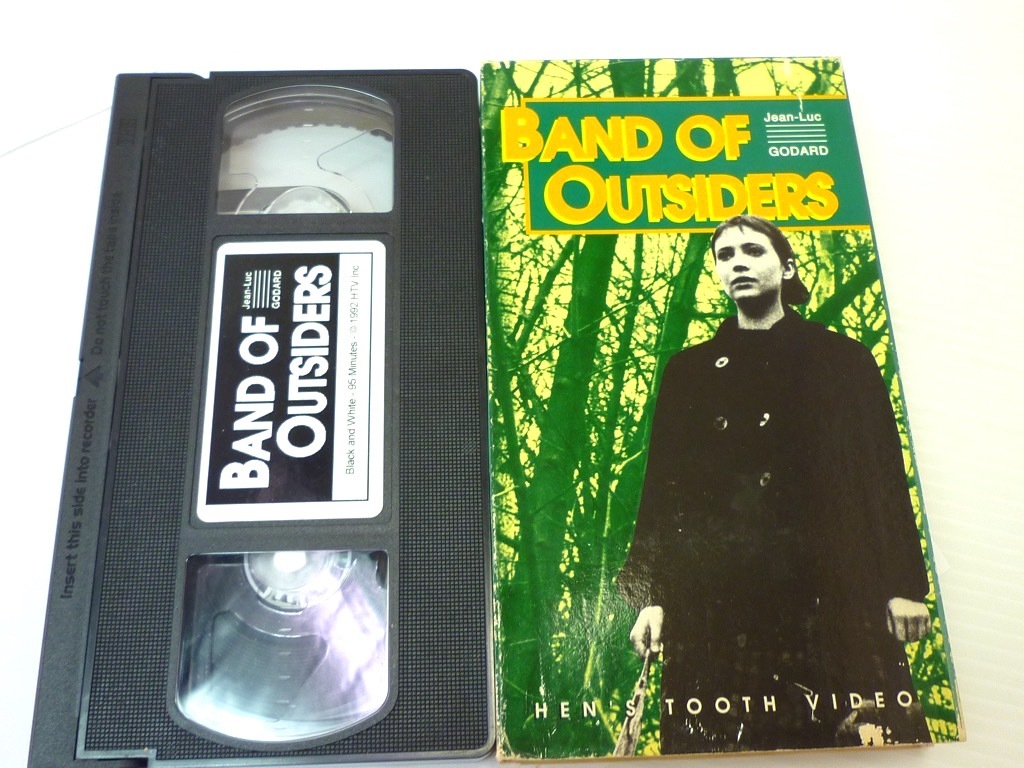 Insert this side into recorder
Do not touch the tape inside
BAND OF
OUTSIDERS
Jean-Luc
GODARD
Black and White - 95 Minutes - © 1992 HTV inc
BAND OF
OUTSIDERS
Jean-Luc
GODARD
HEN'S TOOTH VIDEO